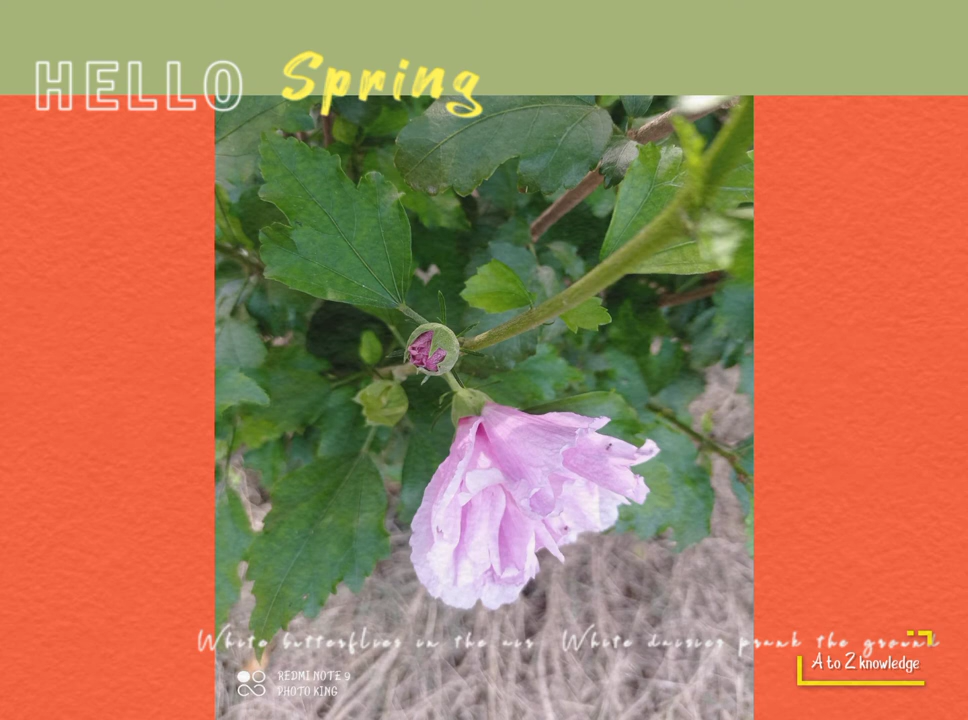 HELLO Spring
White butterflies in the air White daisies prank the ground
REDMI NOTE 9
PHOTO KING
A to Z knowledge